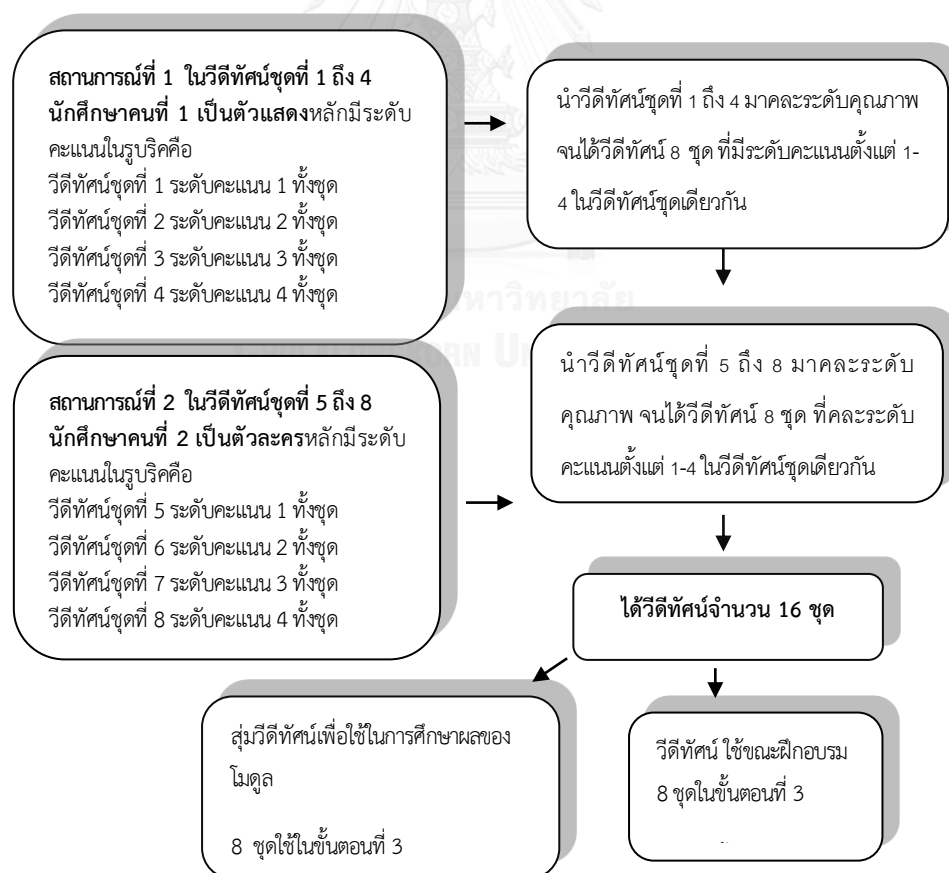 สถานการณ์ที่ 1 ในวีดีทัศน์ชุดที่ 1 ถึง 4
นักศึกษาคนที่ 1 เป็นตัวแสดงหลักมีระดับ
คะแนนในรูบริคคือ
วีดีทัศน์ชุดที่ 1 ระดับคะแนน 1 ทั้งชุด
วีดีทัศน์ชุดที่ 2 ระดับคะแนน 2 ทั้งชุด
วีดีทัศน์ชุดที่ 3 ระดับคะแนน 3 ทั้งชุด
วีดีทัศน์ชุดที่ 4 ระดับคะแนน 4 ทั้งชุด
นำวีดีทัศน์ชุดที่ 1 ถึง 4 มาคละระดับคุณภาพ
จนได้วีดีทัศน์ 8 ชุด ที่มีระดับคะแนนตั้งแต่ 1-
4 ในวีดีทัศน์ชุดเดียวกัน
สถานการณ์ที่ 2 ในวีดีทัศน์ชุดที่ 5 ถึง 8
นักศึกษาคนที่ 2 เป็นตัวละครหลักมีระดับ
คะแนนในรูบริคคือ
วีดีทัศน์ชุดที่ 5 ระดับคะแนน 1 ทั้งชุด
วีดีทัศน์ชุดที่ 6 ระดับคะแนน 2 ทั้งชุด
วีดีทัศน์ชุดที่ 7 ระดับคะแนน 3 ทั้งชุด
วีดีทัศน์ชุดที่ 8 ระดับคะแนน 4 ทั้งชุด
นำวีดีทัศน์ชุดที่ 5 ถึง 8 มาคละระดับ
คุณภาพ จนได้วีดีทัศน์ 8 ชุด ที่คละระดับ
คะแนนตั้งแต่ 1-4 ในวีดีทัศน์ชุดเดียวกัน
ได้วีดีทัศน์จำนวน 16 ชุด
สุ่มวีดีทัศน์เพื่อใช้ในการศึกษาผลของ
โมดูล
8 ชุดใช้ในขั้นตอนที่ 3
วีดีทัศน์ ใช้ขณะฝึกอบรม
8 ชุดในขั้นตอนที่ 3